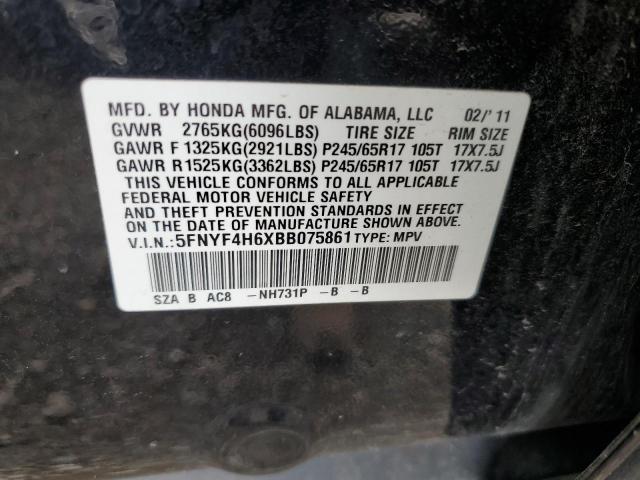 MFD. BY HONDA MFG. OF ALABAMA, LLC 02/'11
GVWR 2765KG(6096LBS) TIRE SIZE RIM SIZE
GAWR F 1325KG(2921LBS) P245/65R17 105T 17X7.5J
GAWR R 1525KG(3362LBS) P245/65R17 105T 17X7.5J
THIS VEHICLE CONFORMS TO ALL APPLICABLE
FEDERAL MOTOR VEHICLE SAFETY
AND THEFT PREVENTION STANDARDS IN EFFECT
ON THE DATE OF MANUFACTURE SHOWN ABOVE.
V.I.N.:5FNYF4H6XBB075861 TYPE: MPV
SZA B AC8 -NH731P -B -B